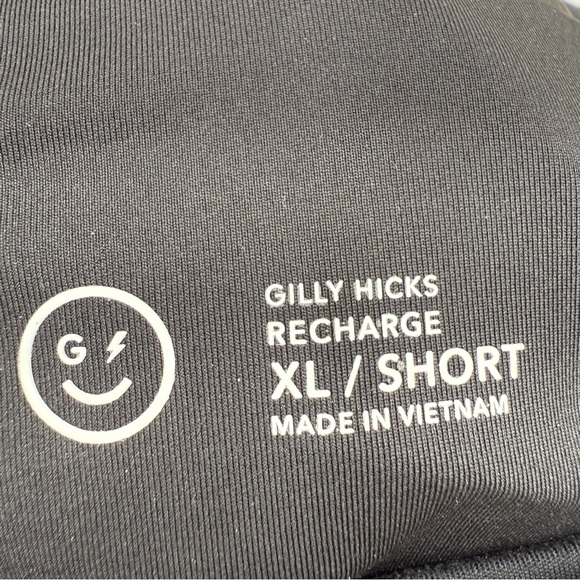 G
GILLY HICKS
RECHARGE
XL / SHORT
MADE IN VIETNAM